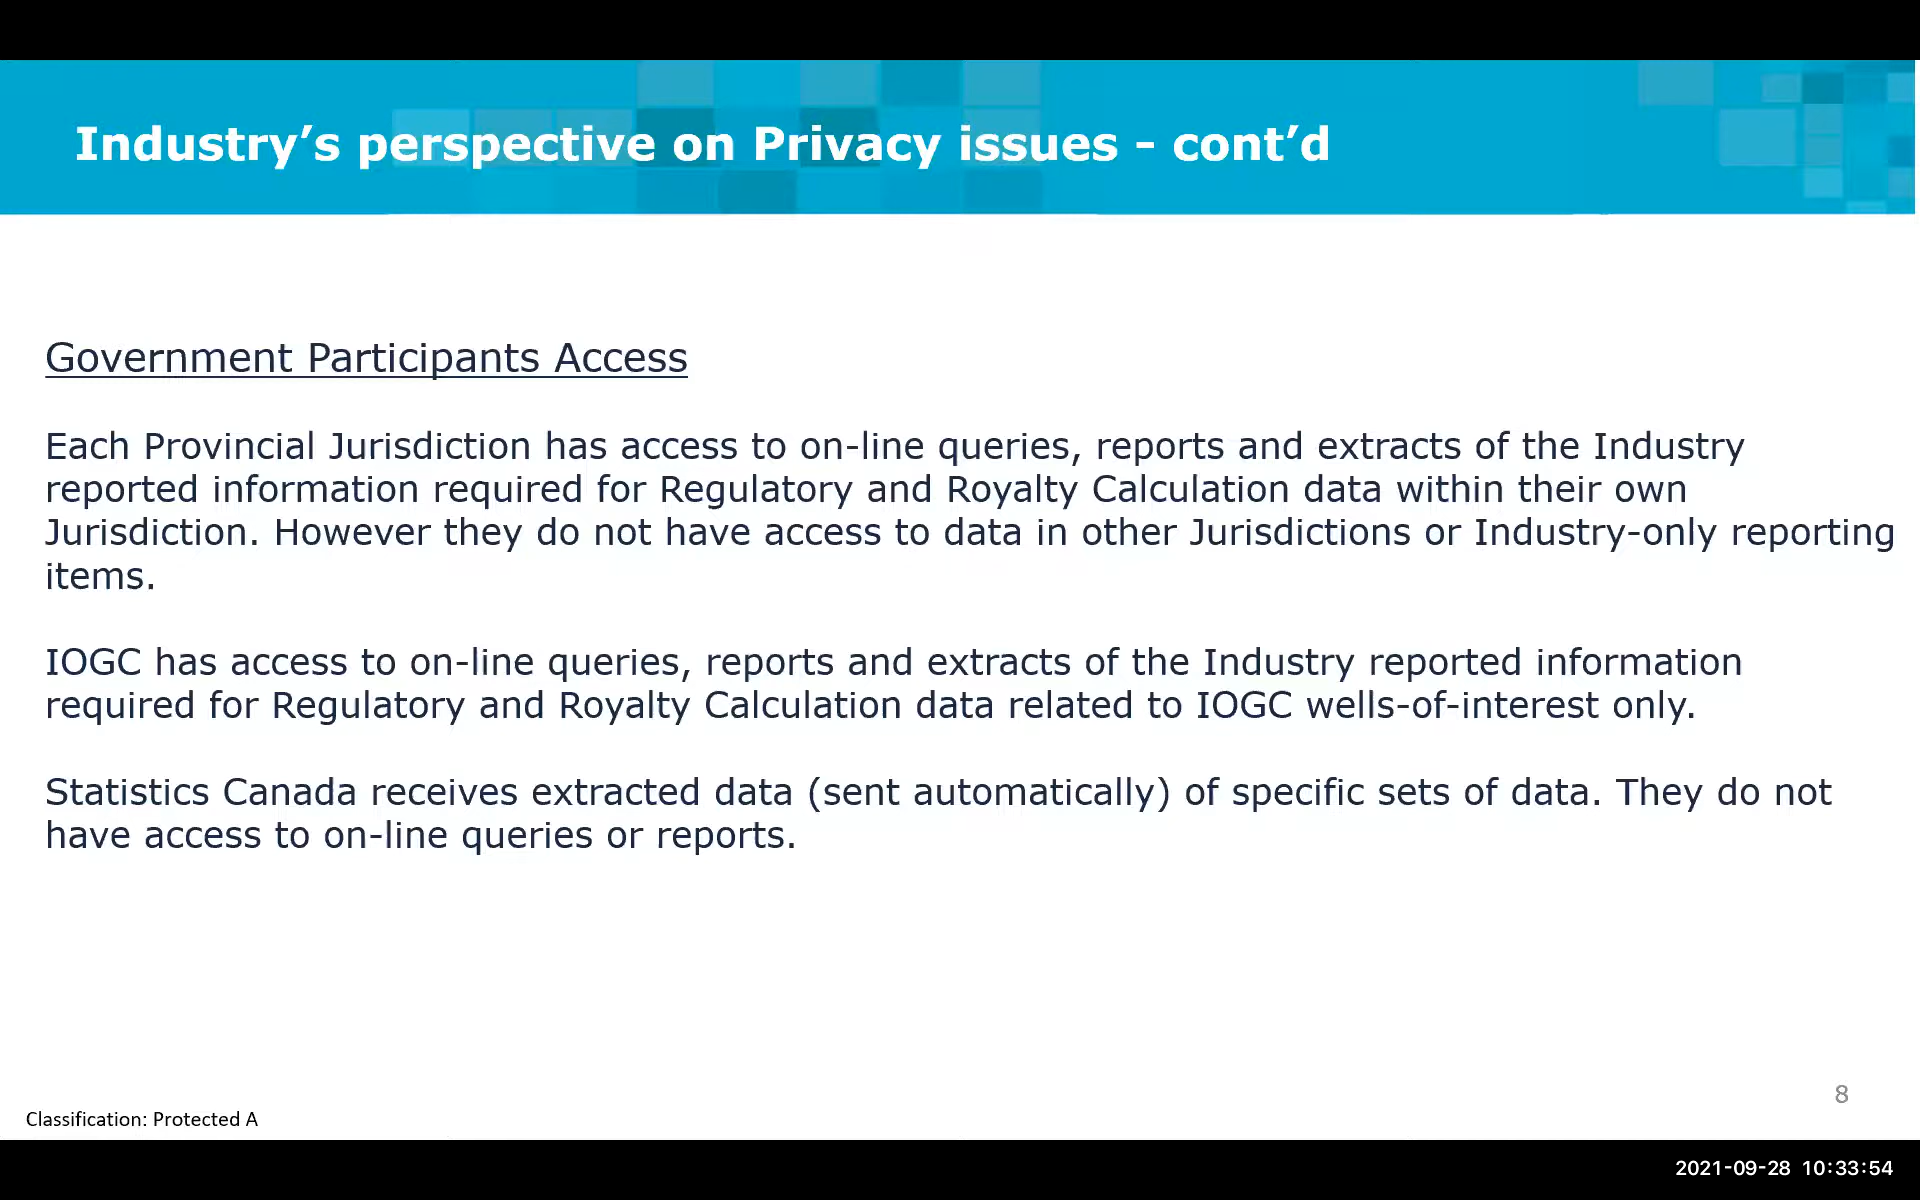 Industry’s perspective on Privacy issues - cont’d
Government Participants Access
Each Provincial Jurisdiction has access to on-line queries, reports and extracts of the Industry
reported information required for Regulatory and Royalty Calculation data within their own
Jurisdiction. However they do not have access to data in other Jurisdictions or Industry-only reporting
items.
IOGC has access to on-line queries, reports and extracts of the Industry reported information
required for Regulatory and Royalty Calculation data related to IOGC wells-of-interest only.
Statistics Canada receives extracted data (sent automatically) of specific sets of data. They do not
have access to on-line queries or reports.
8
Classification: Protected A
2021-09-28 10:33:54